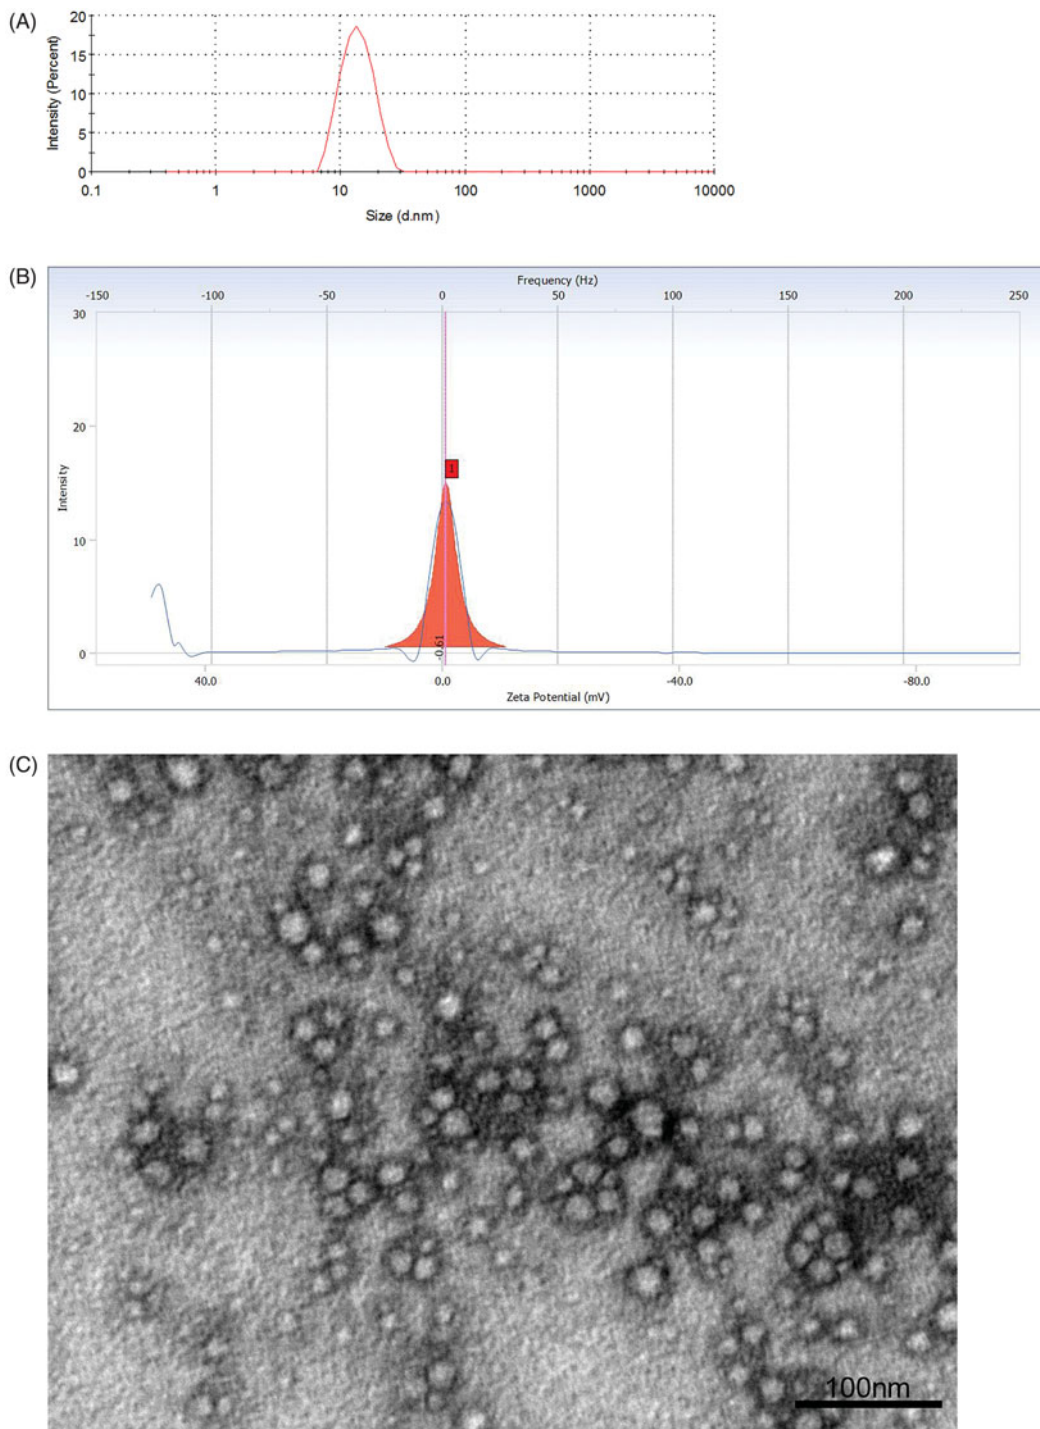 (A)
20
15
10
5
0
Intensity (Percent)
0.1 1 10 100 1000 10000
Size (d.nm)
(B)
Frequency (Hz)
-150 -100 -50 0 50 100 150 200 250
30
20
10
0
Intensity
1
-0.61
40.0 0.0 -40.0 -80.0
Zeta Potential (mV)
(C)
100nm